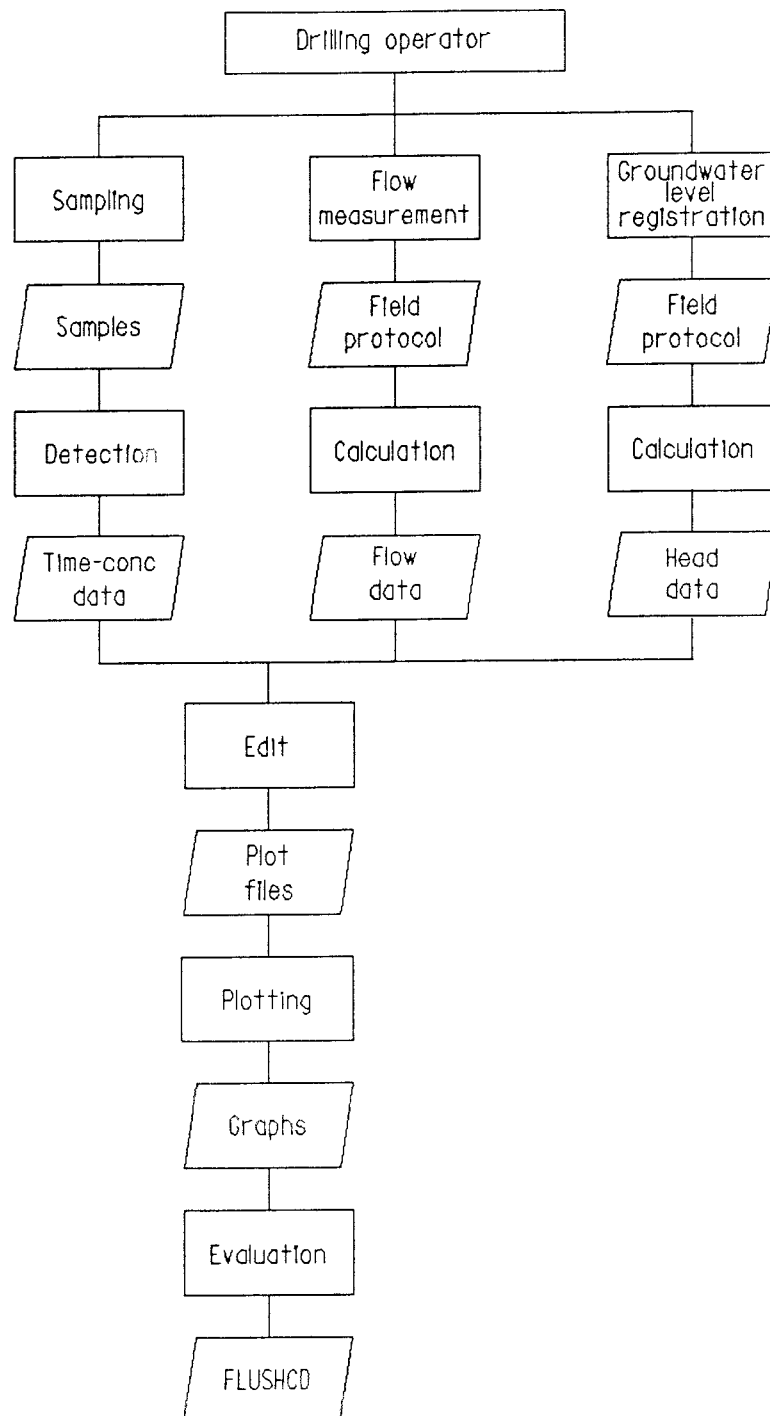 Drilling operator
Sampling
Flow
measurement
Groundwater
level
registration
Samples
Field
protocol
Field
protocol
Detection
Calculation
Calculation
Time-conc
data
Flow
data
Head
data
Edit
Plot
files
Plotting
Graphs
Evaluation
FLUSHCD